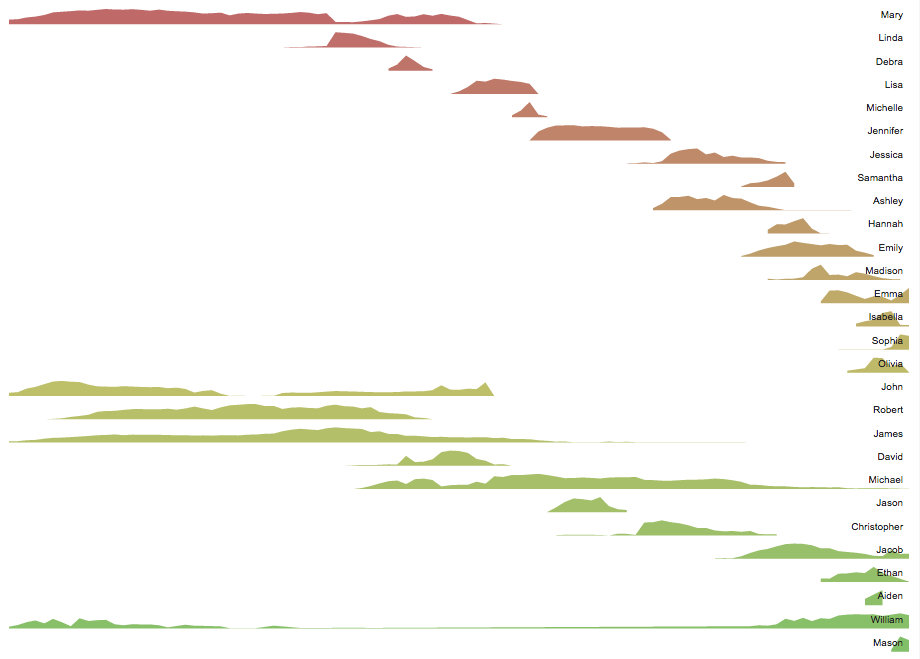 Mary
Linda
Debra
Lisa
Michelle
Jennifer
Jessica
Samantha
Ashley
Hannah
Emily
Madison
Emma
Isabella
Sophia
Olivia
John
Robert
James
David
Michael
Jason
Christopher
Jacob
Ethan
Aiden
William
Mason